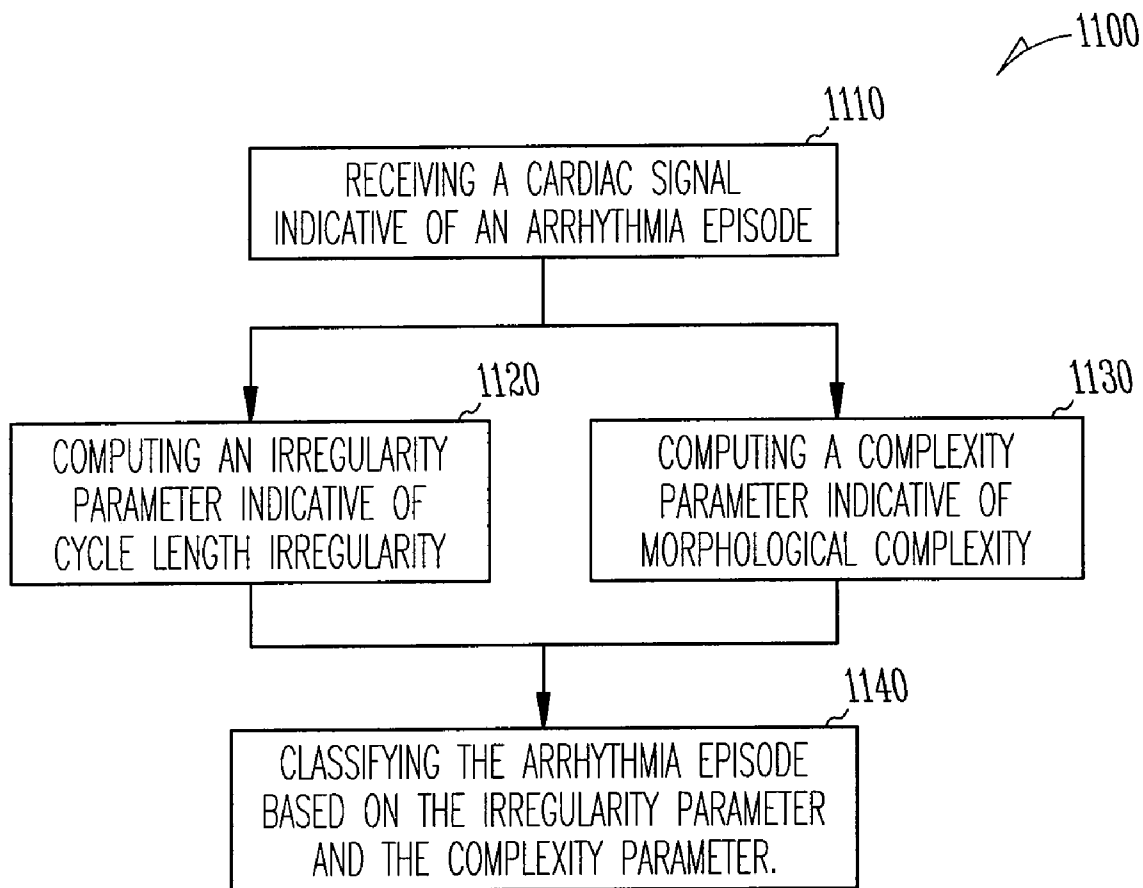 1100
1110
RECEIVING A CARDIAC SIGNAL
INDICATIVE OF AN ARRHYTHMIA EPISODE
1120
COMPUTING AN IRREGULARITY
PARAMETER INDICATIVE OF
CYCLE LENGTH IRREGULARITY
1130
COMPUTING A COMPLEXITY
PARAMETER INDICATIVE OF
MORPHOLOGICAL COMPLEXITY
1140
CLASSIFYING THE ARRHYTHMIA EPISODE
BASED ON THE IRREGULARITY PARAMETER
AND THE COMPLEXITY PARAMETER.